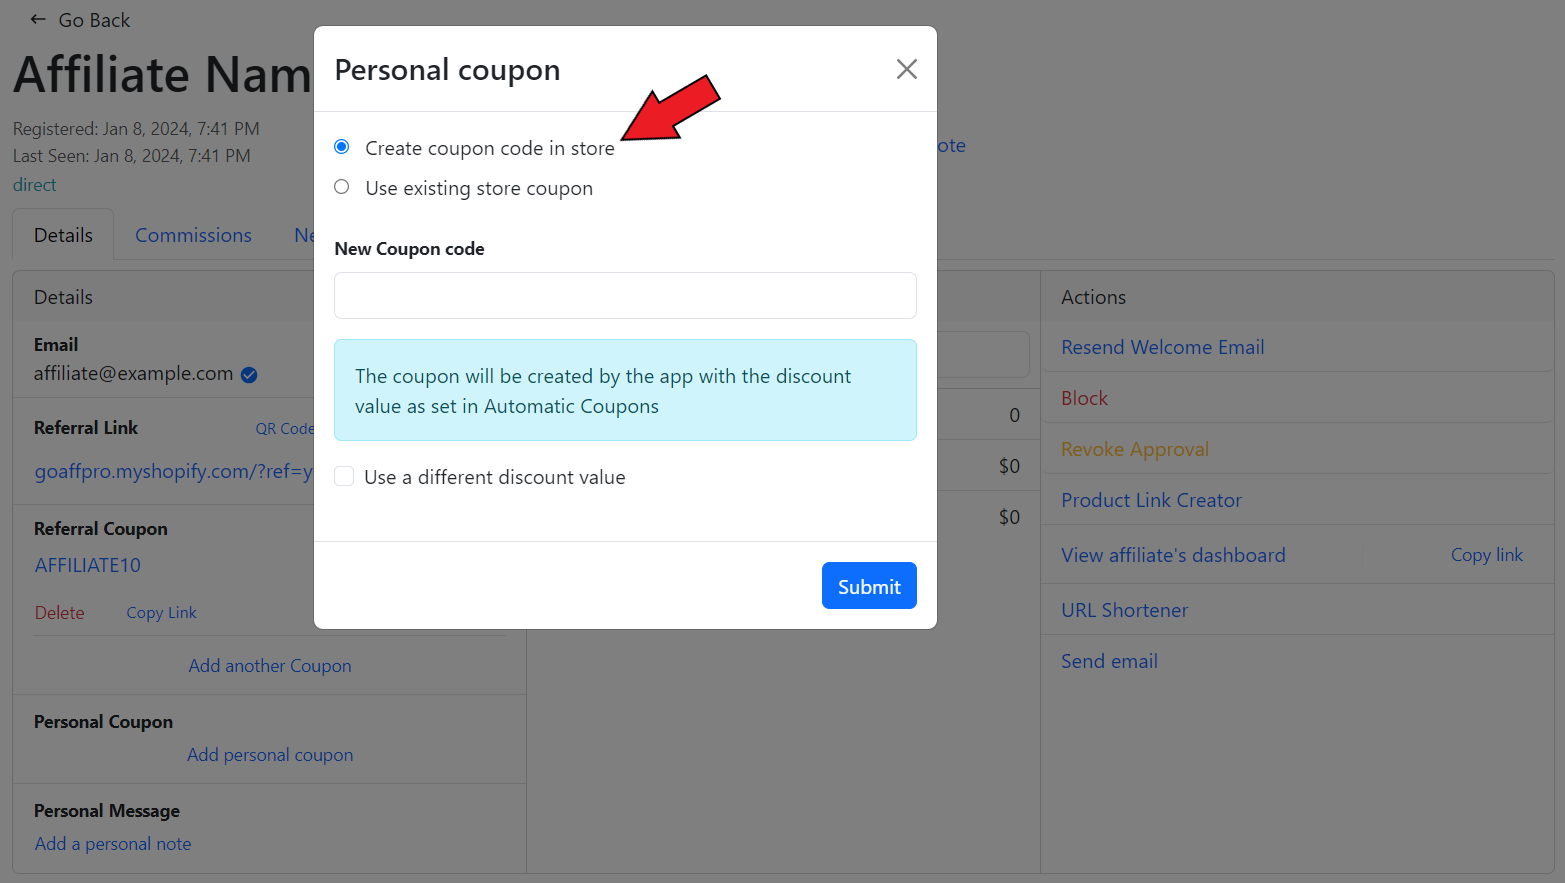 ← Go Back
Affiliate Nam
Registered: Jan 8, 2024, 7:41 PM
Last Seen: Jan 8, 2024, 7:41 PM
direct
Details
Commissions
Details
Email
affiliate@example.com
Referral Link
QR Code
goaffpro.myshopify.com/?ref=y
Referral Coupon
AFFILIATE10
Delete
Copy Link
Add another Coupon
Personal Coupon
Add personal coupon
Personal Message
Add a personal note
Personal coupon
Create coupon code in store
Use existing store coupon
New Coupon code
The coupon will be created by the app with the discount
value as set in Automatic Coupons
Use a different discount value
Submit
0
$0
$0
Actions
Resend Welcome Email
Block
Revoke Approval
Product Link Creator
View affiliate's dashboard
Copy link
URL Shortener
Send email